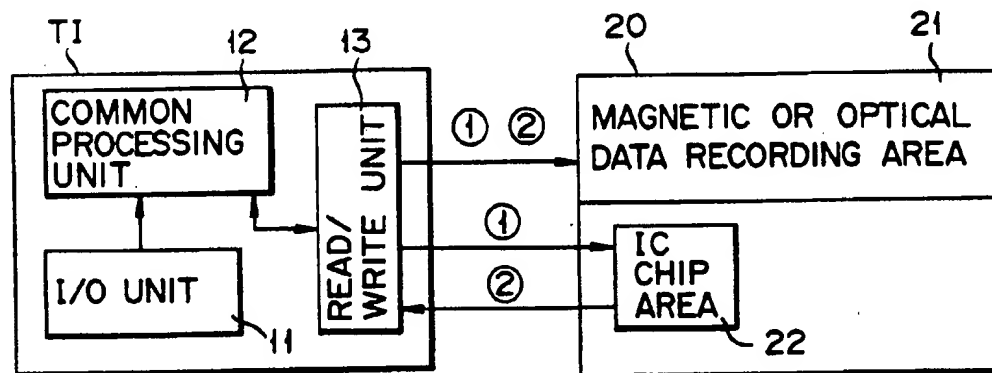 TI
12
13
20
21
COMMON
PROCESSING
UNIT
READ/
WRITE UNIT
① ②
MAGNETIC OR OPTICAL
DATA RECORDING AREA
①
IC
CHIP
AREA
②
I/O UNIT
11
22